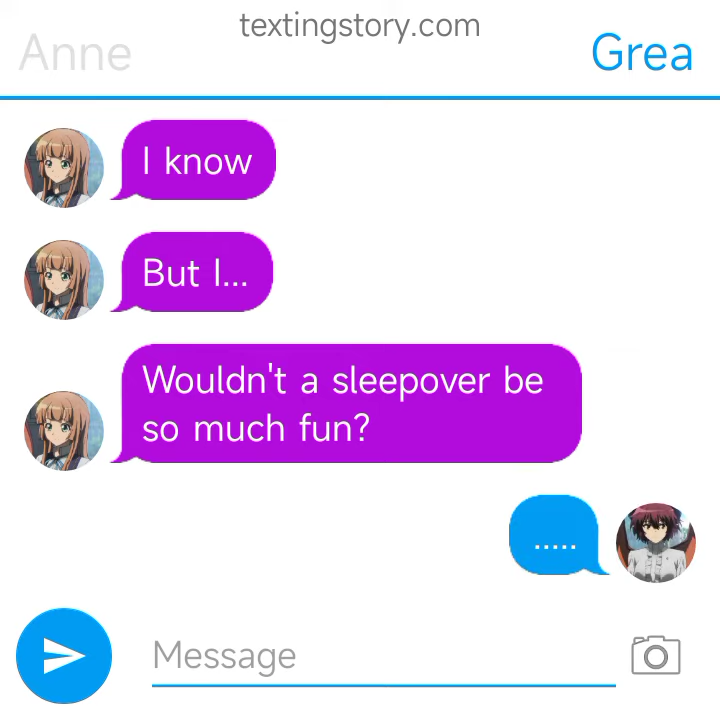 textingstory.com
Anne
Grea
I know
But I...
Wouldn't a sleepover be
so much fun?
.....
Message